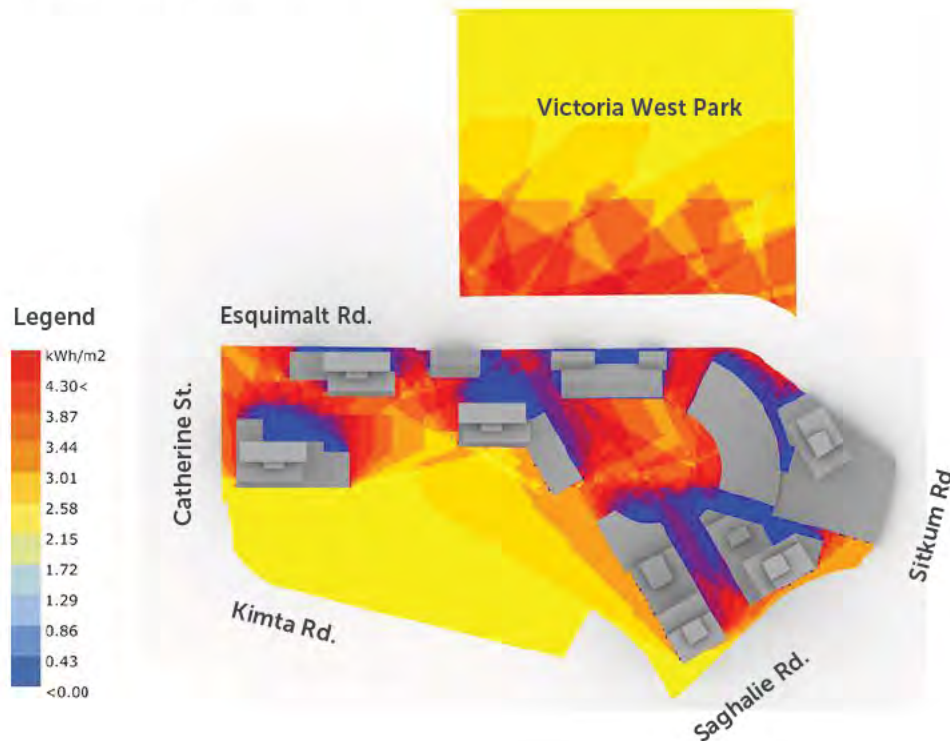 Victoria West Park
Legend
kWh/m2
4.30<
3.87
3.44
3.01
2.58
2.15
1.72
1.29
0.86
0.43
<0.00
Esquimalt Rd.
Catherine St.
Kimta Rd.
Saghalie Rd.
Sitkum Rd